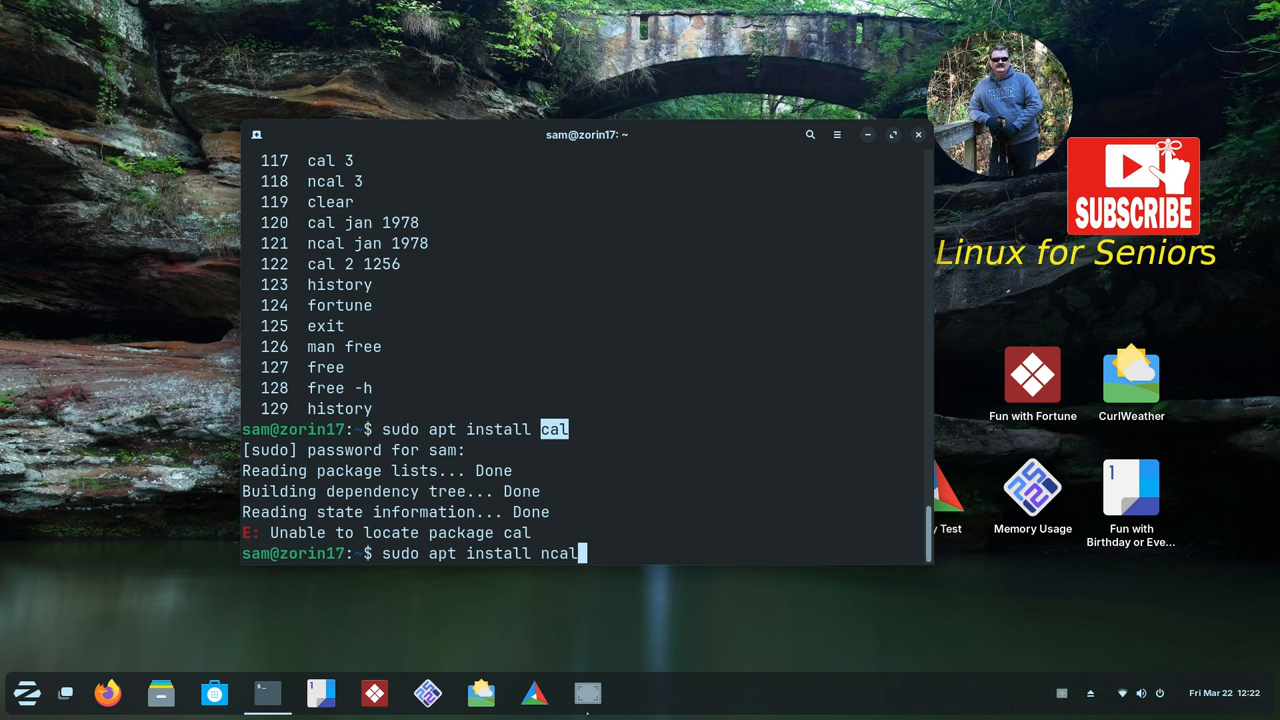 sam@zorin17: ~
117 cal 3
118 ncal 3
119 clear
120 cal jan 1978
121 ncal jan 1978
122 cal 2 1256
123 history
124 fortune
125 exit
126 man free
127 free
128 free -h
129 history
sam@zorin17:~$ sudo apt install cal
[sudo] password for sam:
Reading package lists... Done
Building dependency tree... Done
Reading state information... Done
E: Unable to locate package cal
sam@zorin17:~$ sudo apt install ncal
SUBSCRIBE
Linux for Seniors
Fun with Fortune
CurlWeather
y Test
Memory Usage
1
Fun with
Birthday or Eve...
1
Fri Mar 22 12:22